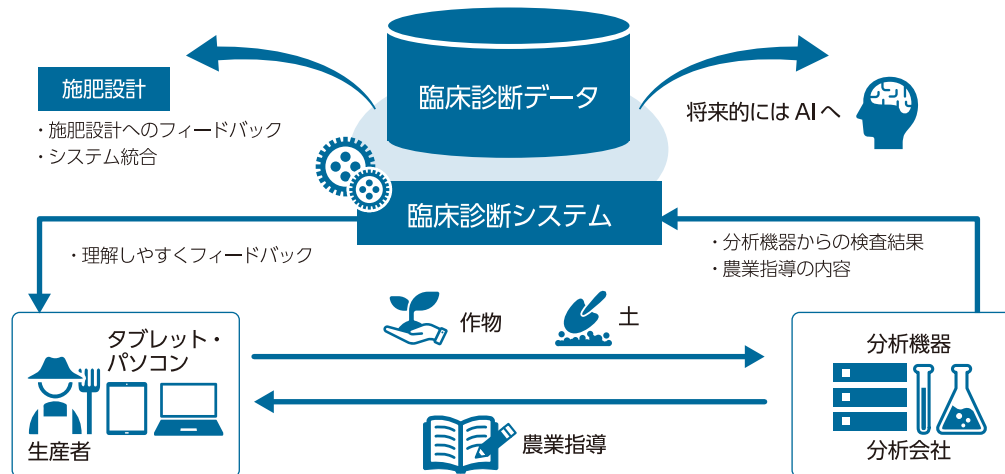 臨床診断データ
施肥設計
・施肥設計へのフィードバック
・システム統合
将来的には AI へ
臨床診断システム
・理解しやすくフィードバック
・分析機器からの検査結果
・農業指導の内容
作物
土
タブレット・
パソコン
生産者
分析機器
分析会社
農業指導